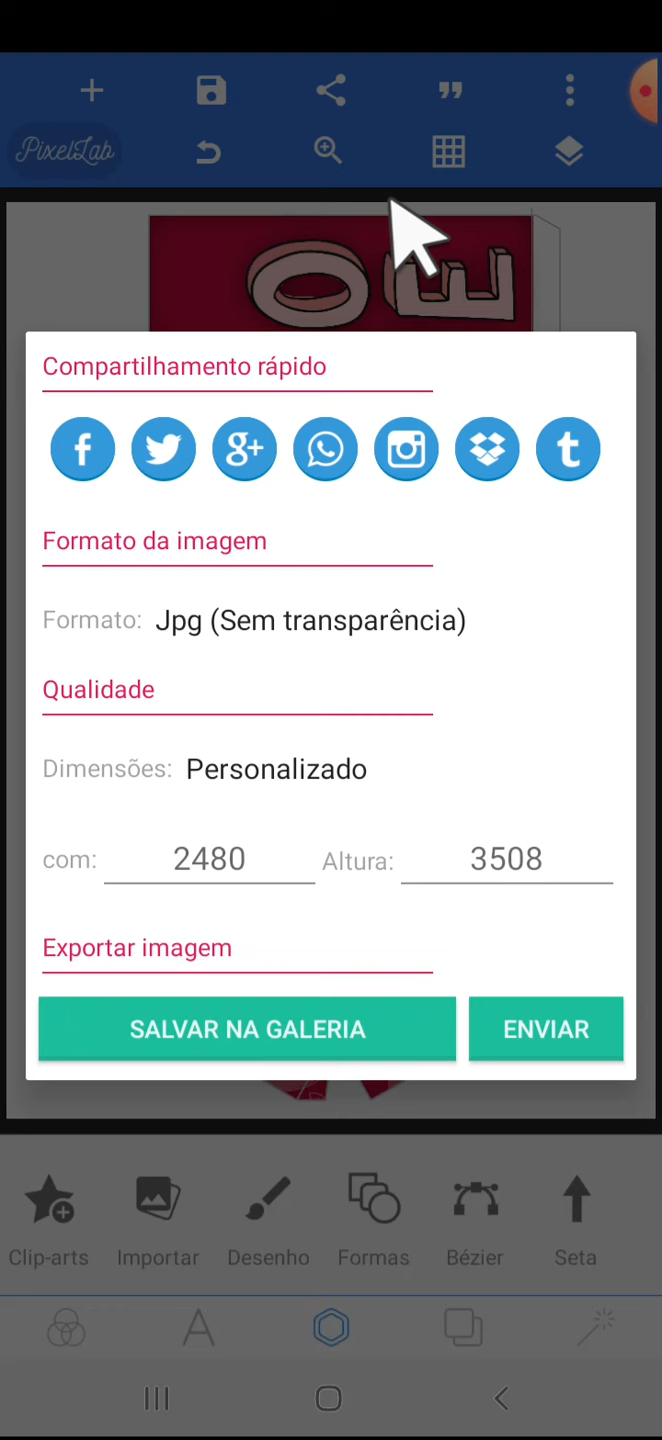 PixelLab
O E
Compartilhamento rápido
f g+ t
Formato da imagem
Formato: Jpg (Sem transparência)
Qualidade
Dimensões: Personalizado
com: 2480 Altura: 3508
Exportar imagem
SALVAR NA GALERIA ENVIAR
Clip-arts Importar Desenho Formas Bézier Seta